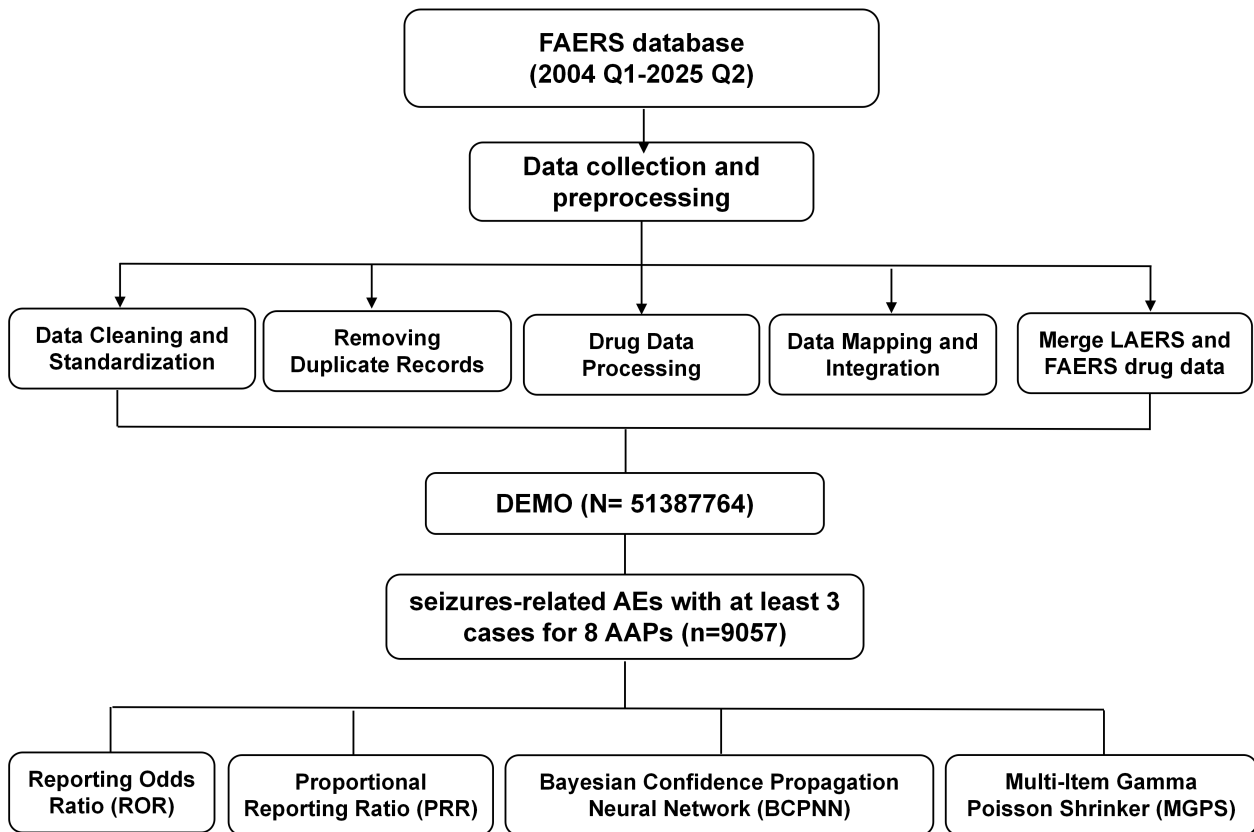 FAERS database
(2004 Q1-2025 Q2)
Data collection and
preprocessing
Data Cleaning and
Standardization
Removing
Duplicate Records
Drug Data
Processing
Data Mapping and
Integration
Merge LAERS and
FAERS drug data
DEMO (N= 51387764)
seizures-related AEs with at least 3
cases for 8 AAPs (n=9057)
Reporting Odds
Ratio (ROR)
Proportional
Reporting Ratio (PRR)
Bayesian Confidence Propagation
Neural Network (BCPNN)
Multi-Item Gamma
Poisson Shrinker (MGPS)